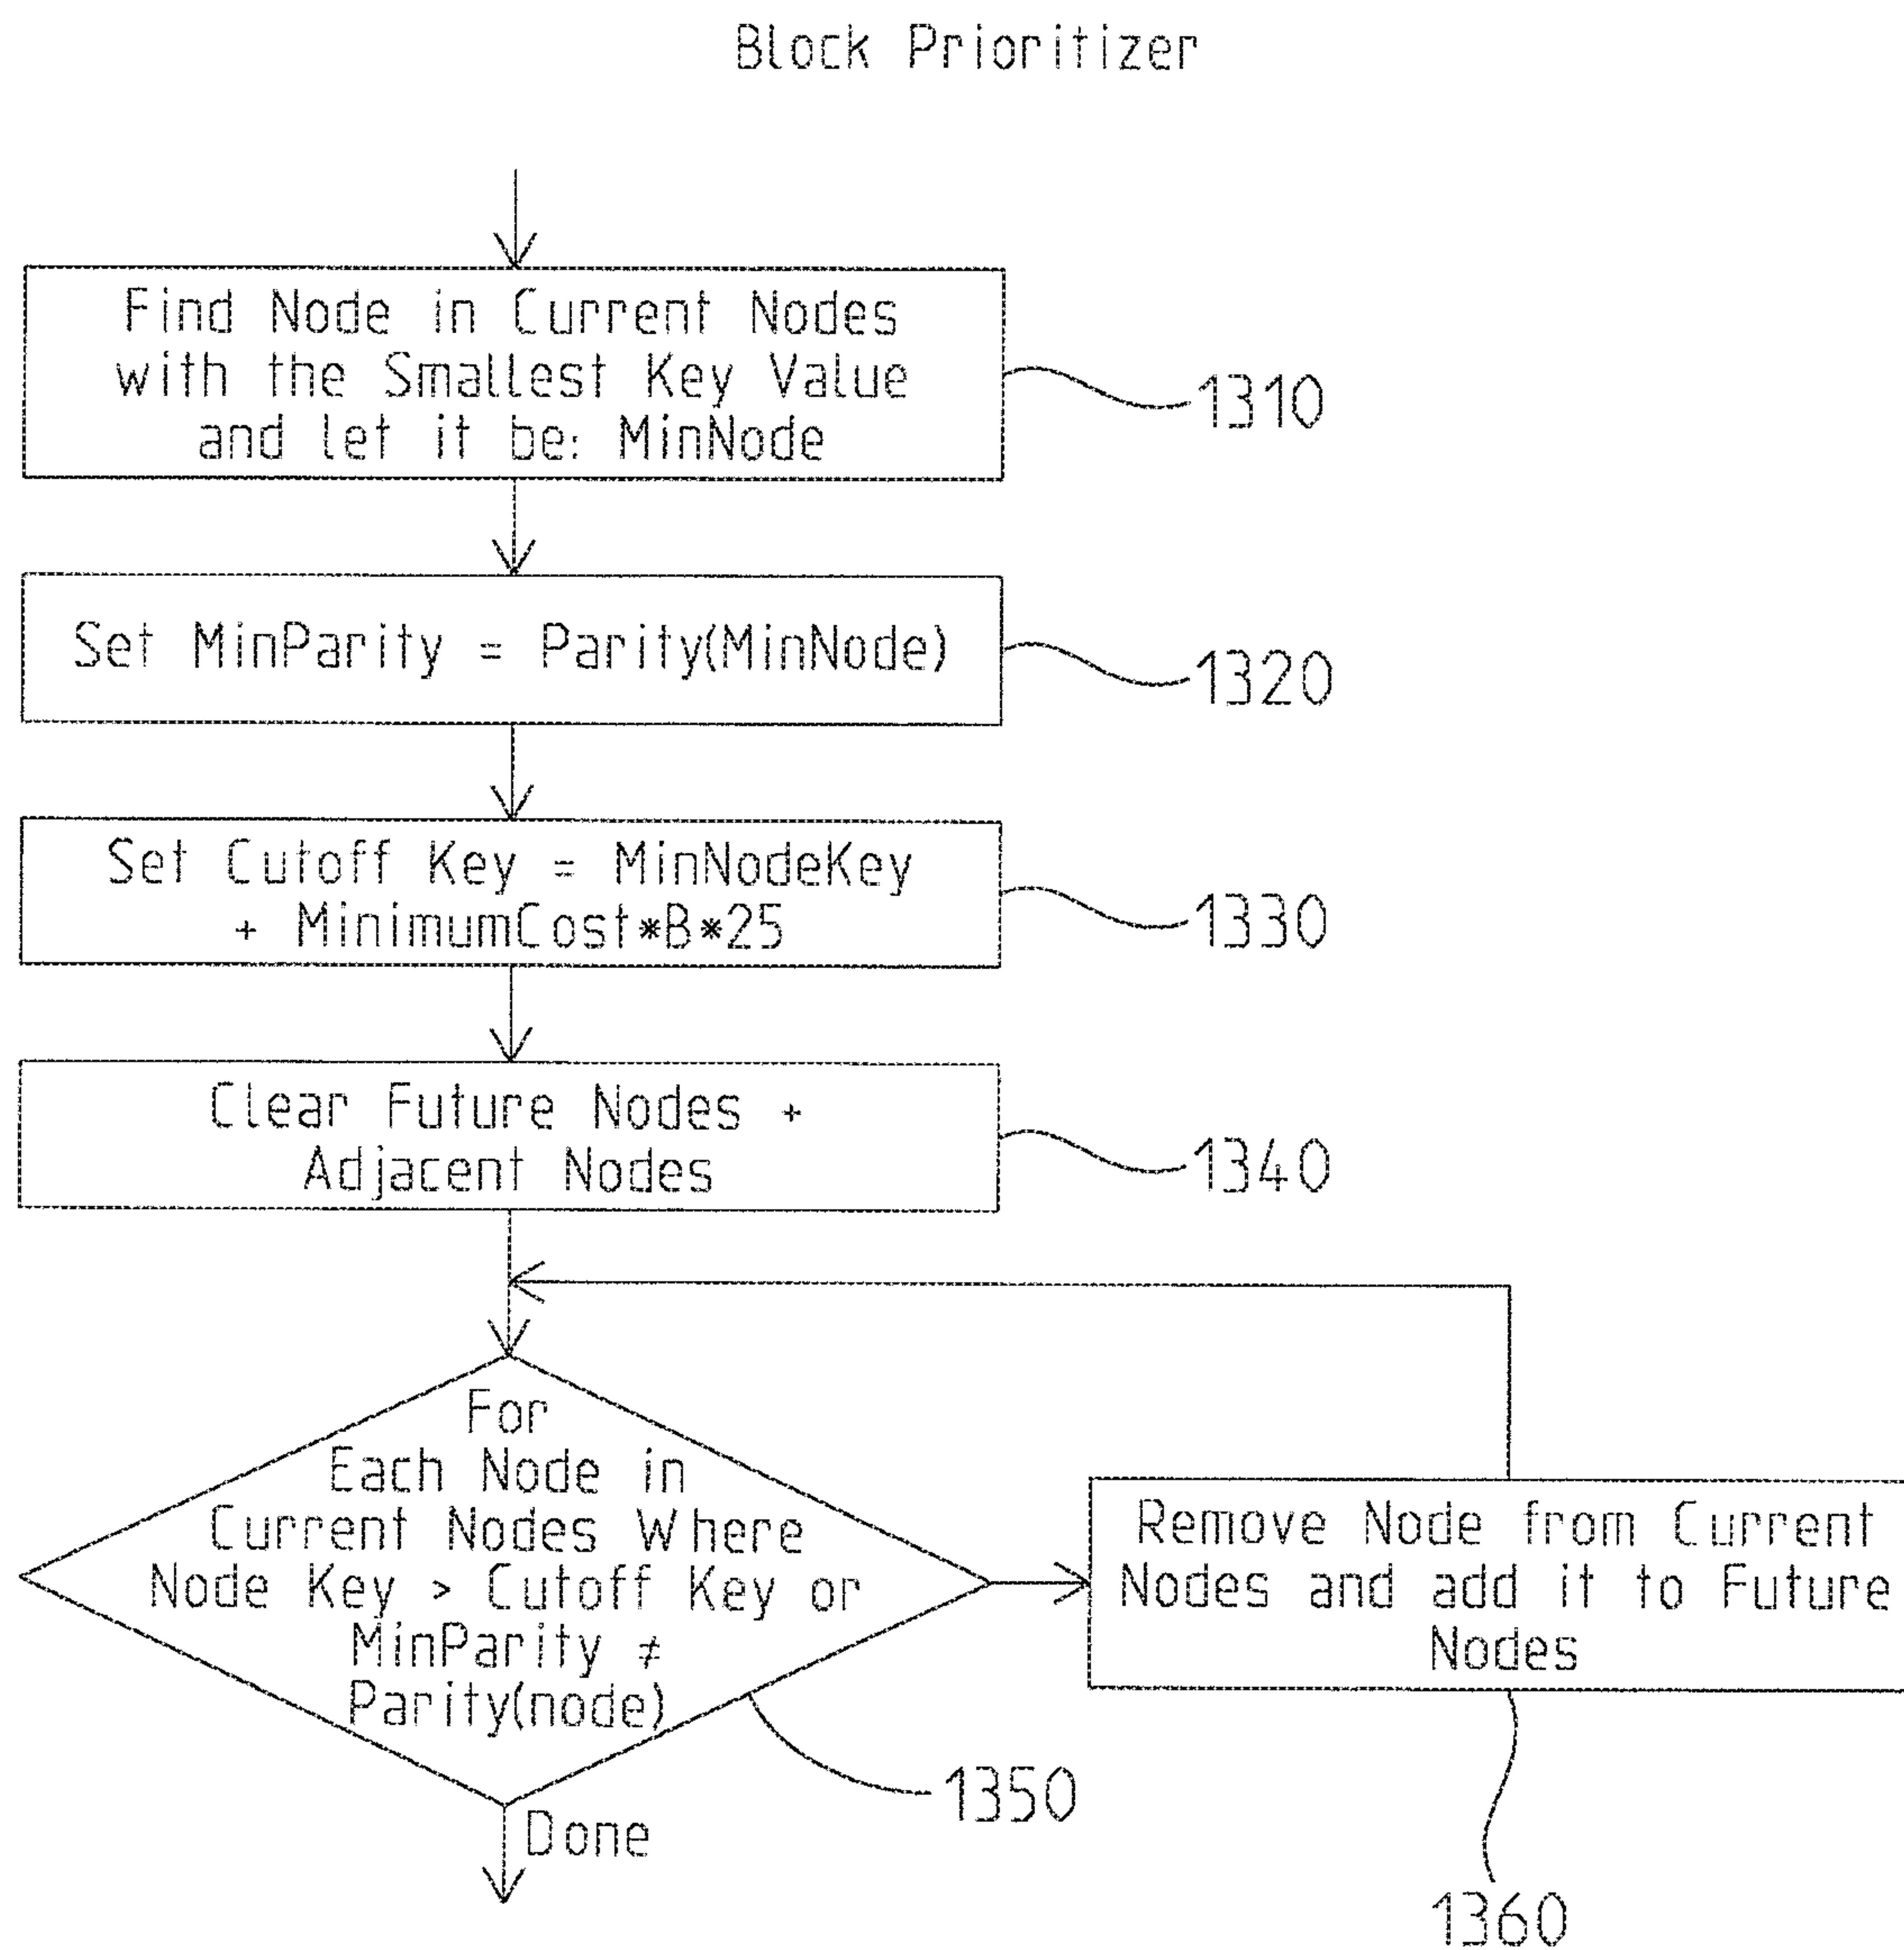 Block Prioritizer
Find Node in Current Nodes
with the Smallest Key Value
and let it be: MinNode
1310
Set MinParity = Parity(MinNode)
1320
Set Cutoff Key = MinNodeKey
+ MinimumCost*B*25
1330
Clear Future Nodes +
Adjacent Nodes
1340
For
Each Node in
Current Nodes Where
Node Key > Cutoff Key or
MinParity ≠
Parity(node)
1350
Remove Node from Current
Nodes and add it to Future
Nodes
1360
Done